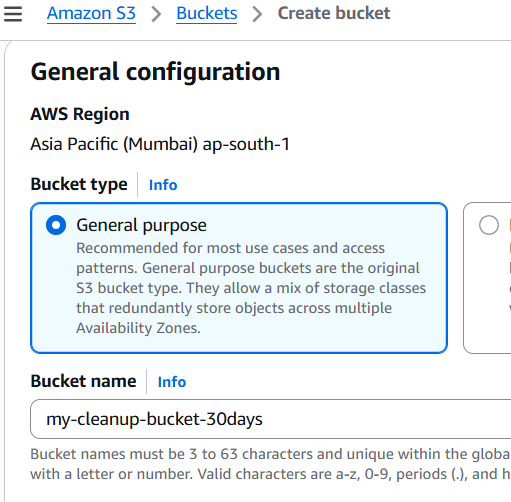 Amazon S3 > Buckets > Create bucket
General configuration
AWS Region
Asia Pacific (Mumbai) ap-south-1
Bucket type Info
General purpose
Recommended for most use cases and access
patterns. General purpose buckets are the original
S3 bucket type. They allow a mix of storage classes
that redundantly store objects across multiple
Availability Zones.
Bucket name Info
my-cleanup-bucket-30days
Bucket names must be 3 to 63 characters and unique within the globa
with a letter or number. Valid characters are a-z, 0-9, periods (.), and h